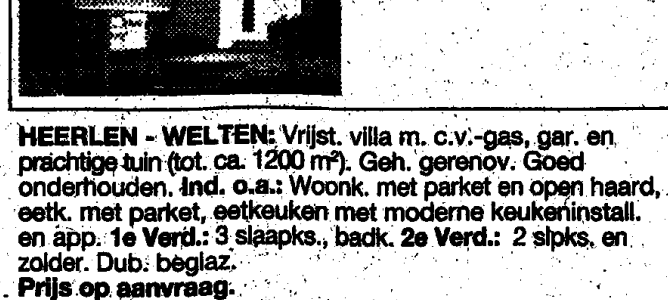 HEERLEN - WELTEN: Vrijst. villa m. c.v.-gas, gar. en
prachtige tuin (tot. ca. 1200 m²). Geh. gerenov. Goed
onderhouden. Ind. o.a.: Woonk. met parket en open haard,
eetk. met parket, eetkeuken met moderne keukeninstall.
en app. 1e Verd.: 3 slaapks., badk. 2e Verd.: 2 slpks. en
zolder. Dub. beglaz.
Prijs op aanvraag.